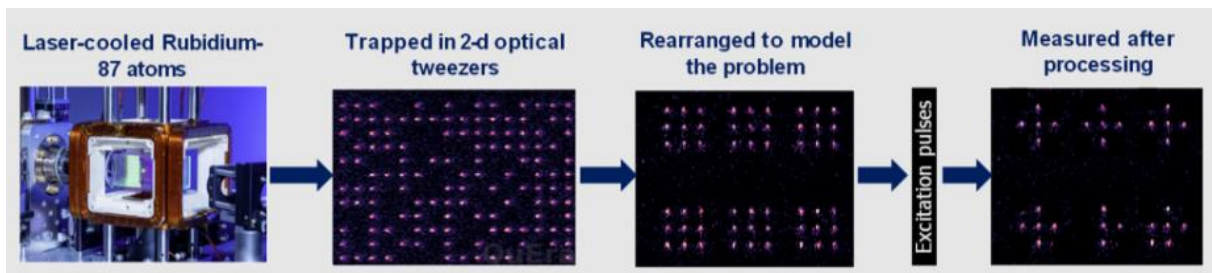 Laser-cooled Rubidium-
87 atoms
Trapped in 2-d optical
tweezers
Rearranged to model
the problem
Excitation pulses
Measured after
processing
QuEra